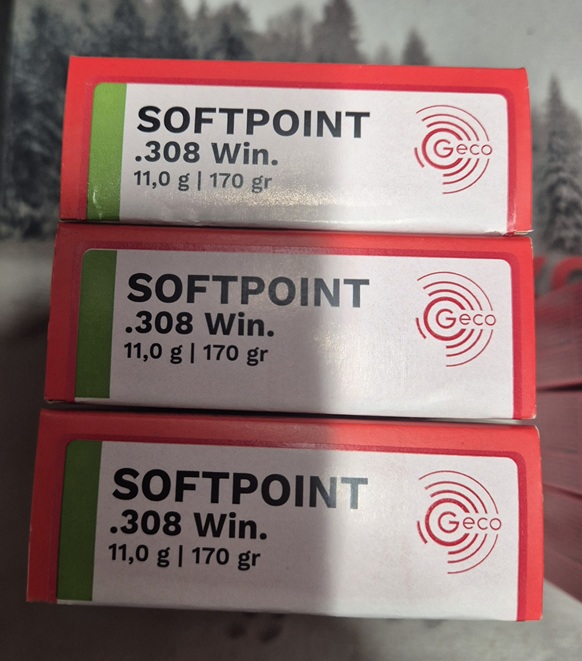 SOFTPOINT
.308 Win.
11,0 g | 170 gr
Geco
SOFTPOINT
.308 Win.
11,0 g | 170 gr
Geco
SOFTPOINT
.308 Win.
11,0 g | 170 gr
Geco